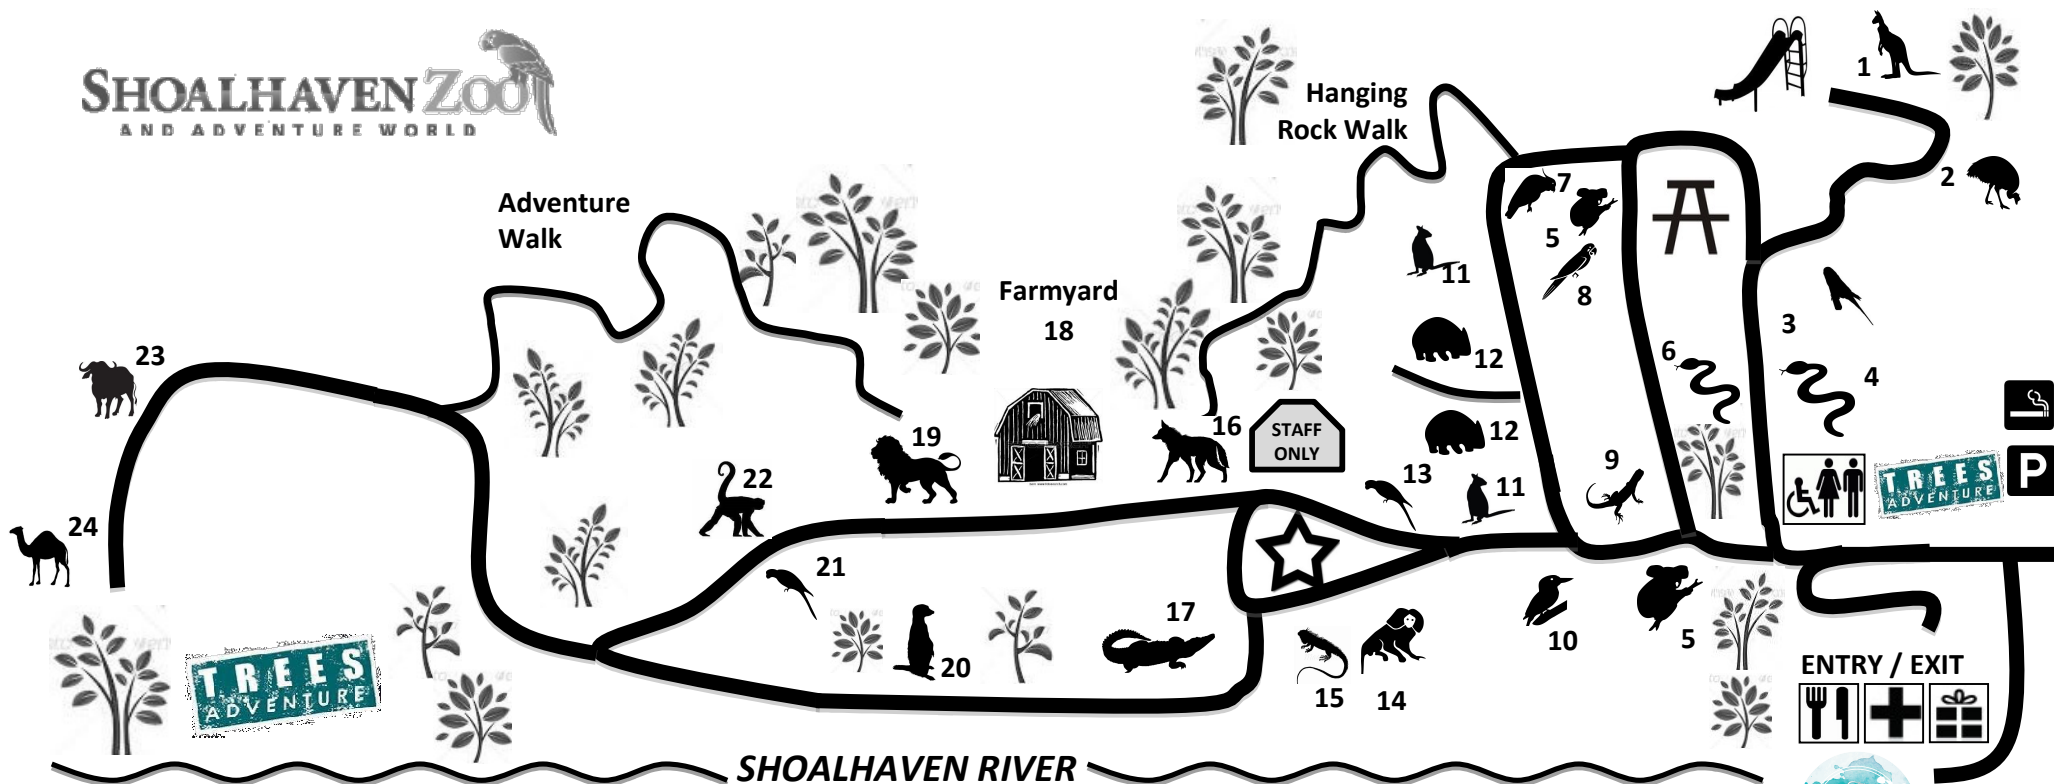 SHOALHAVEN ZOO
AND ADVENTURE WORLD
Hanging
Rock Walk
1
2
Adventure
Walk
7
5
8
11
Farmyard
18
3
6
4
12
23
16
STAFF
ONLY
12
19
13
11
9
22
TREES
ADVENTURE
P
24
21
17
10
5
20
15
14
ENTRY / EXIT
TREES
ADVENTURE
SHOALHAVEN RIVER